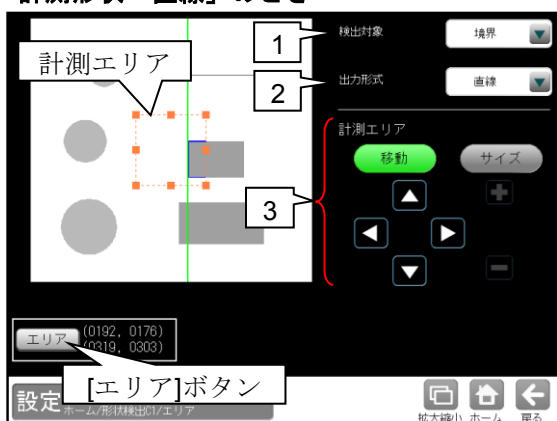 計測形状「直線」のとき
1
検出対象
境界
計測エリア
2
出力形式
直線
計測エリア
移動
サイズ
3
エリア
(0192, 0176)
(0319, 0303)
[エリア]ボタン
設定
ホーム/形状検出C1/エリア
拡大縮小
ホーム
戻る